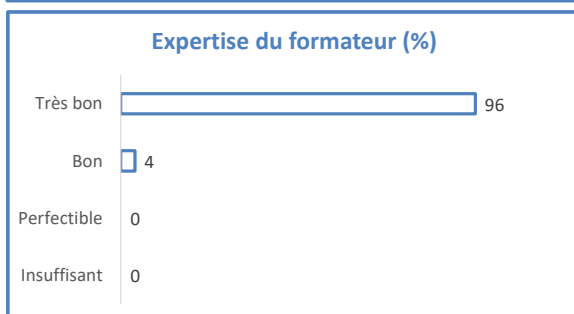 Expertise du formateur (%)
Très bon 96
Bon 4
Perfectible 0
Insuffisant 0